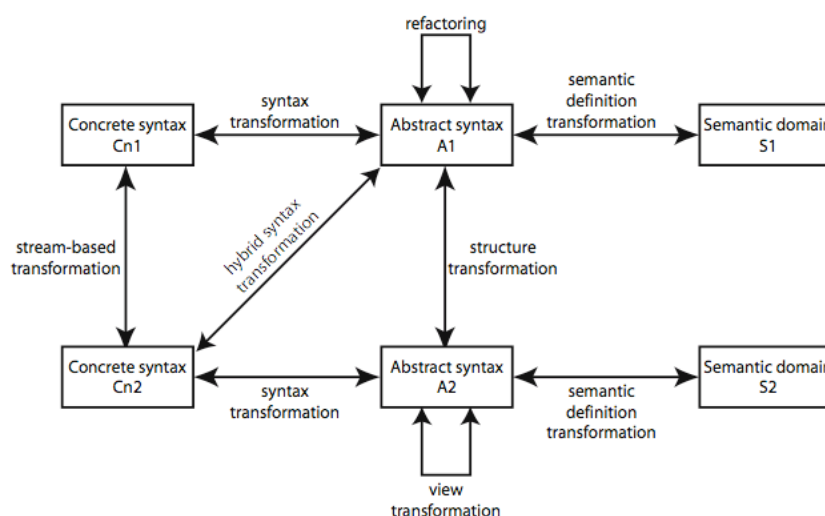 refactoring
syntax
transformation
semantic
definition
transformation
Concrete syntax
Cn1
Abstract syntax
A1
Semantic domain
S1
stream-based
transformation
hybrid syntax
transformation
structure
transformation
Concrete syntax
Cn2
Abstract syntax
A2
Semantic domain
S2
syntax
transformation
semantic
definition
transformation
view
transformation